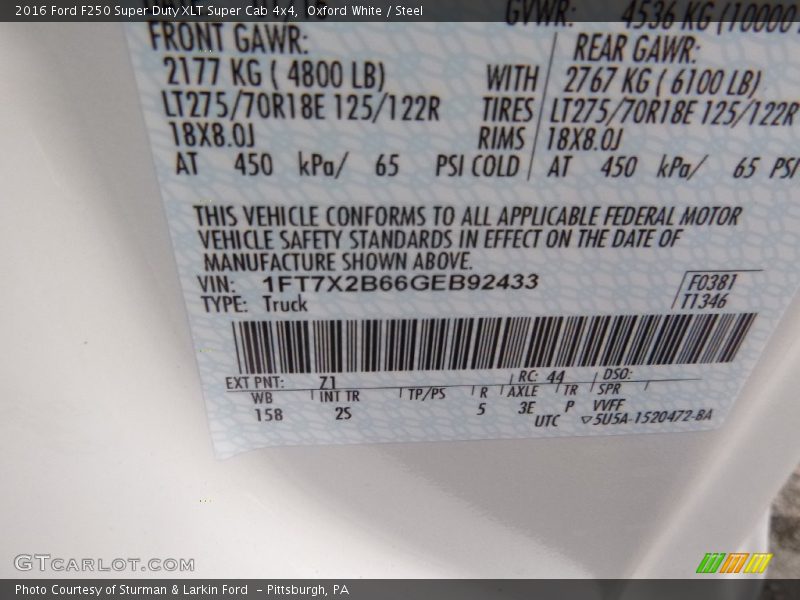 2016 Ford F250 Super Duty XLT Super Cab 4x4, Oxford White / Steel
GVWR: 4536 KG (10000
FRONT GAWR: REAR GAWR:
2177 KG ( 4800 LB) WITH 2767 KG ( 6100 LB)
LT275/70R18E 125/122R TIRES LT275/70R18E 125/122R
18X8.0J RIMS 18X8.0J
AT 450 kPa/ 65 PSI COLD AT 450 kPa/ 65 PSI
THIS VEHICLE CONFORMS TO ALL APPLICABLE FEDERAL MOTOR
VEHICLE SAFETY STANDARDS IN EFFECT ON THE DATE OF
MANUFACTURE SHOWN ABOVE.
VIN: 1FT7X2B66GEB92433 F0381
TYPE: Truck T1346
EXT PNT: Z1 RC: 44 DSO:
WB INT TR TP/PS R AXLE TR SPR
158 2S 5 3E P VVFF
UTC ▽5U5A-1520472-BA
GTCARLOT.COM
Photo Courtesy of Sturman & Larkin Ford - Pittsburgh, PA